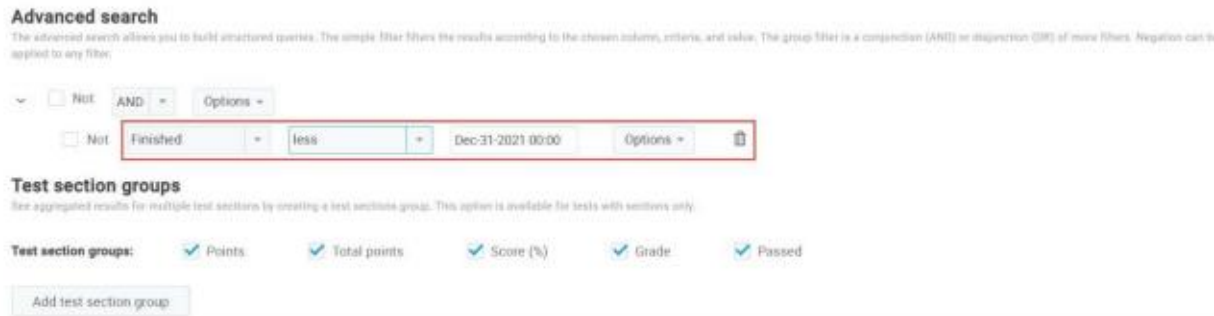 Advanced search
The advanced search allows you to build structured queries. The simple filter filters the results according to the chosen column, criteria, and value. The group filter is a conjunction (AND) or disjunction (OR) of more filters. Negation can be
applied to any filter.
Not AND Options
Not Finished less Dec-31-2021 00:00 Options
Test section groups
See aggregated results for multiple test sections by creating a test sections group. This option is available for tests with sections only.
Test section groups: Points Total points Score (%) Grade Passed
Add test section group